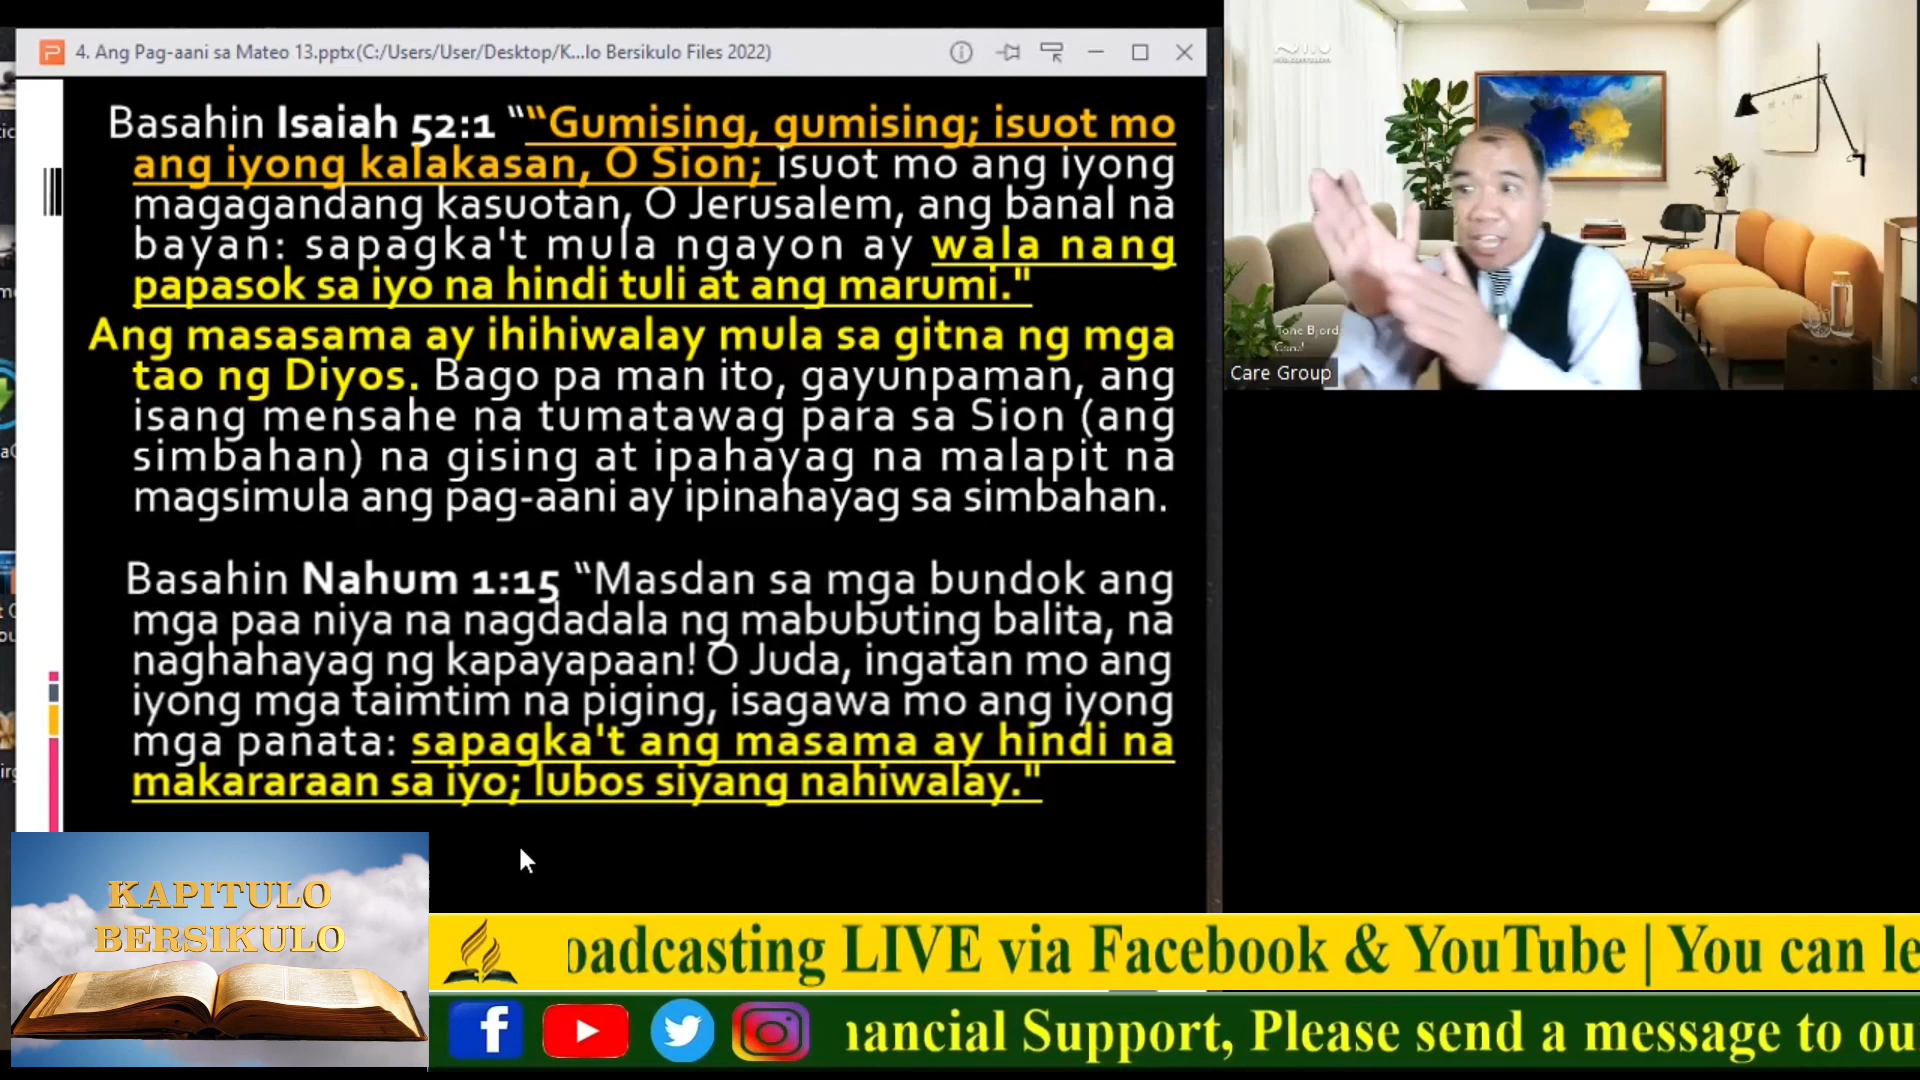 4. Ang Pag-aani sa Mateo 13.pptx(C:/Users/User/Desktop/K...lo Bersikulo Files 2022)
Basahin Isaiah 52:1 "“Gumising, gumising; isuot mo
ang iyong kalakasan, O Sion; isuot mo ang iyong
magagandang kasuotan, O Jerusalem, ang banal na
bayan: sapagka't mula ngayon ay wala nang
papasok sa iyo na hindi tuli at ang marumi."
Ang masasama ay ihihiwalay mula sa gitna ng mga
tao ng Diyos. Bago pa man ito, gayunpaman, ang
isang mensahe na tumatawag para sa Sion (ang
simbahan) na gising at ipahayag na malapit na
magsimula ang pag-aani ay ipinahayag sa simbahan.
Basahin Nahum 1:15 “Masdan sa mga bundok ang
mga paa niya na nagdadala ng mabubuting balita, na
naghahayag ng kapayapaan! O Juda, ingatan mo ang
iyong mga taimtim na piging, isagawa mo ang iyong
mga panata: sapagka't ang masama ay hindi na
makararaan sa iyo; lubos siyang nahiwalay."
Care Group
KAPITULO
BERSIKULO
oadcasting LIVE via Facebook & YouTube | You can le
nancial Support, Please send a message to ou